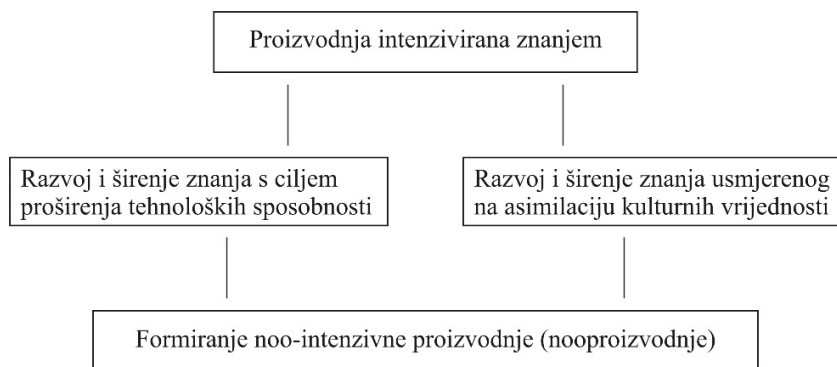 Proizvodnja intenzivirana znanjem
Razvoj i širenje znanja s ciljem
proširenja tehnoloških sposobnosti
Razvoj i širenje znanja usmjerenog
na asimilaciju kulturnih vrijednosti
Formiranje noo-intenzivne proizvodnje (nooproizvodnje)